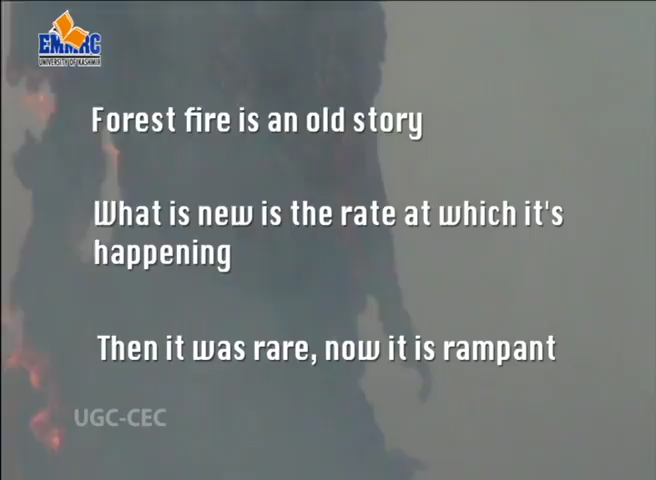 EMMRC
UNIVERSITY OF KASHMIR
Forest fire is an old story
What is new is the rate at which it's
happening
Then it was rare, now it is rampant
UGC-CEC